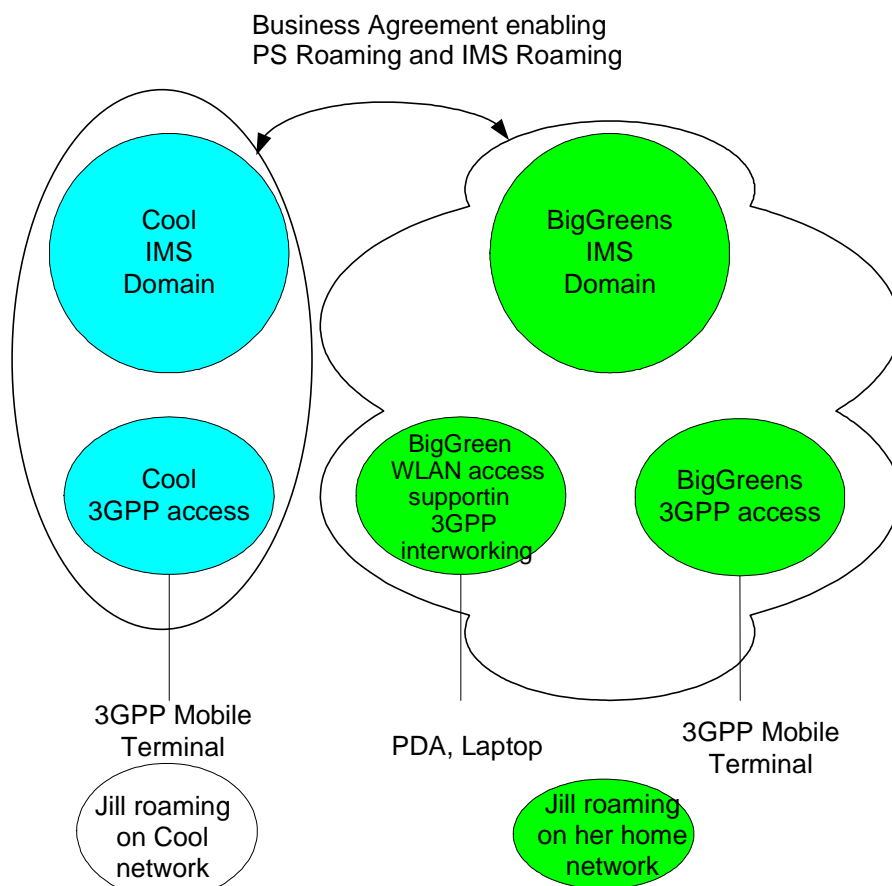 Business Agreement enabling
PS Roaming and IMS Roaming
Cool
IMS
Domain
BigGreens
IMS
Domain
Cool
3GPP access
BigGreen
WLAN access
supportin
3GPP
interworking
BigGreens
3GPP access
3GPP Mobile
Terminal
PDA, Laptop
3GPP Mobile
Terminal
Jill roaming
on Cool
network
Jill roaming
on her home
network